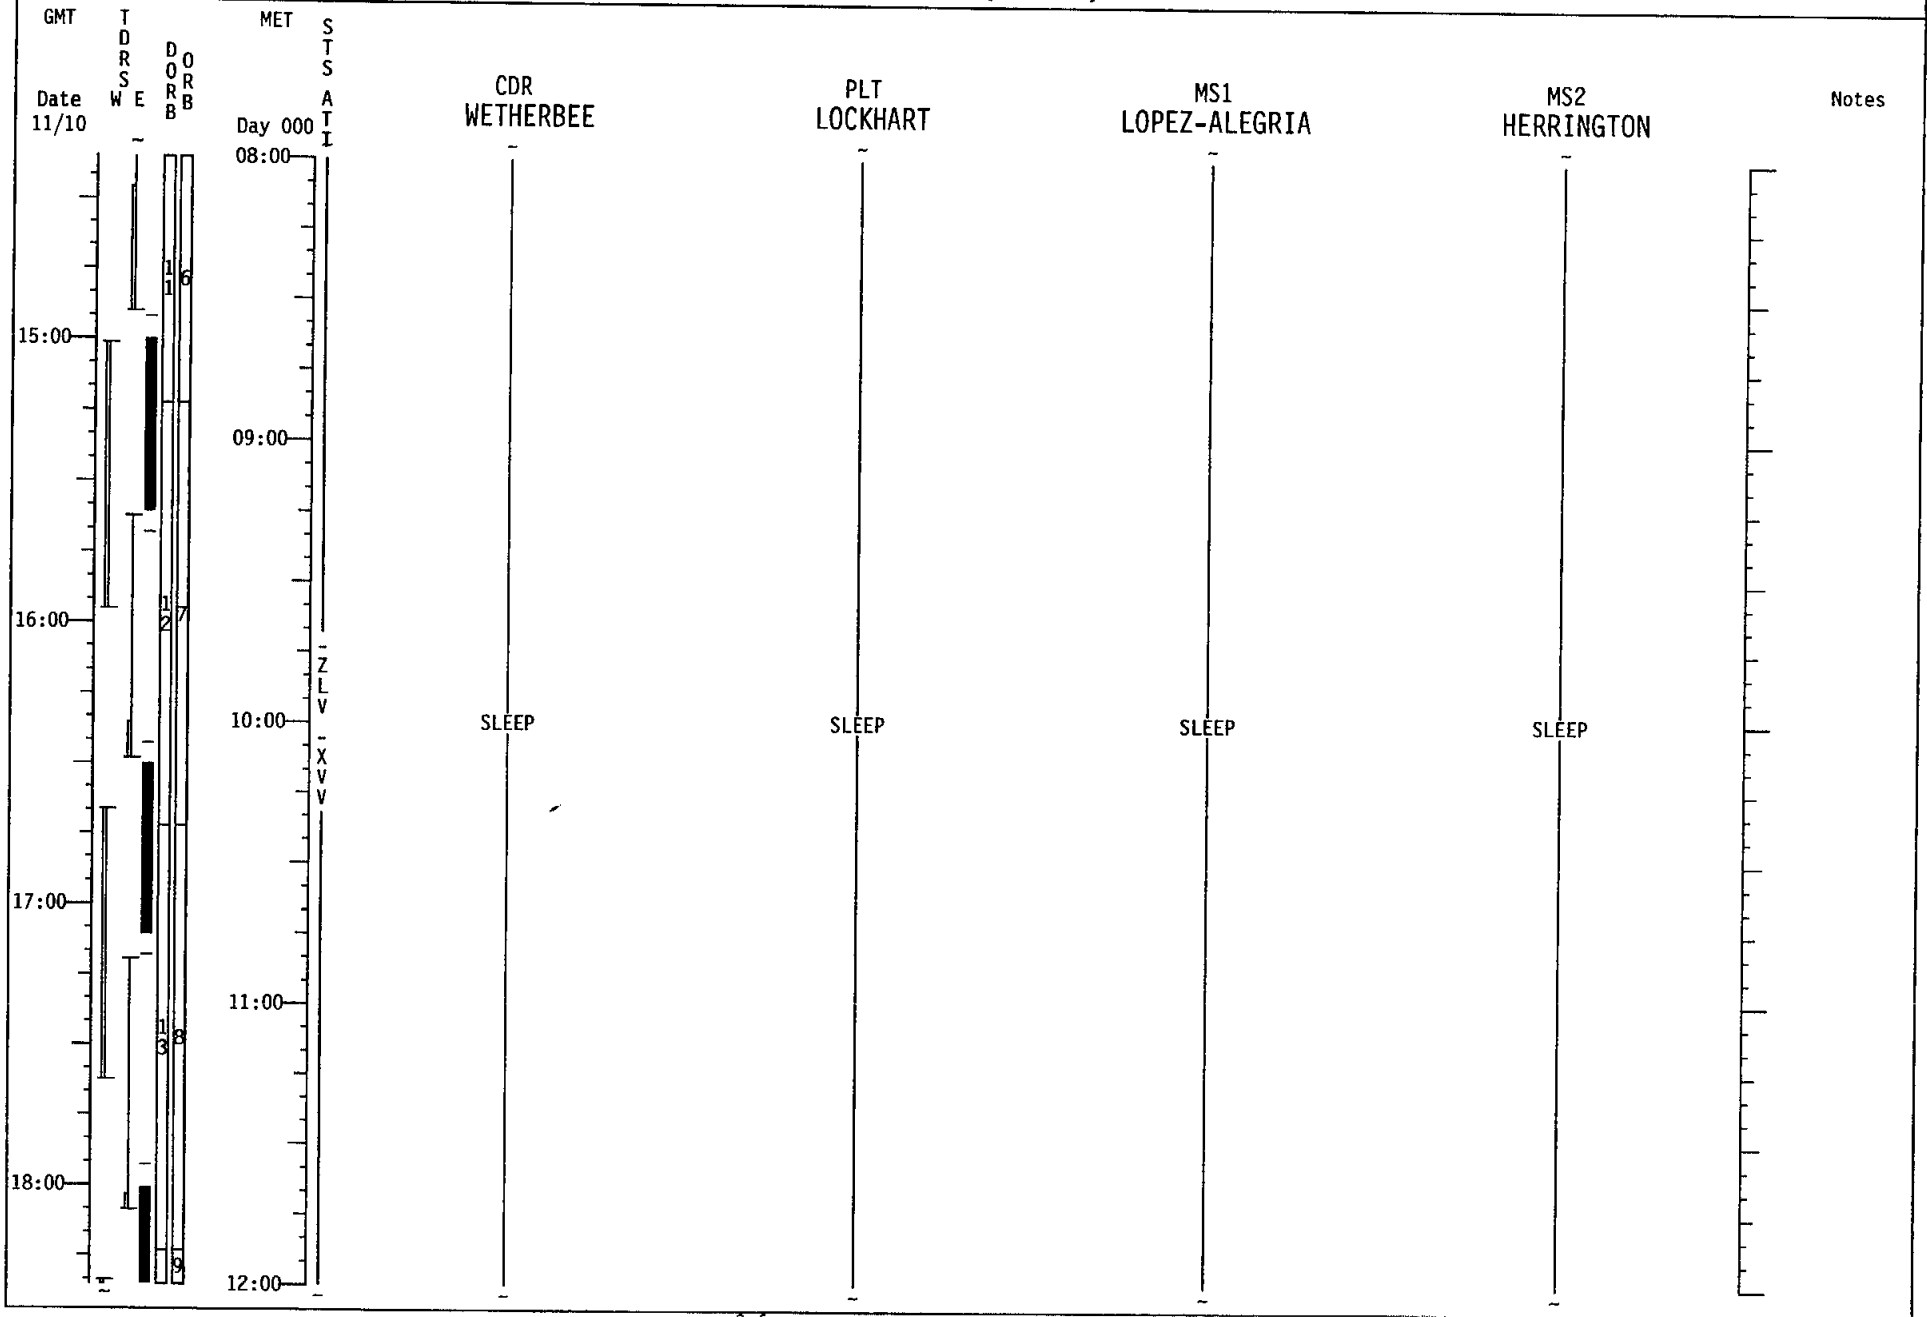 GMT
TDRS
W E
DORB
ORB
MET
STS ATT
Date
11/10
Day 000
CDR
WETHERBEE
PLT
LOCKHART
MS1
LOPEZ-ALEGRIA
MS2
HERRINGTON
Notes
08:00
11
6
15:00
09:00
12
7
16:00
-ZLV -XVV
10:00
SLEEP
SLEEP
SLEEP
SLEEP
17:00
11:00
13
8
18:00
9
12:00